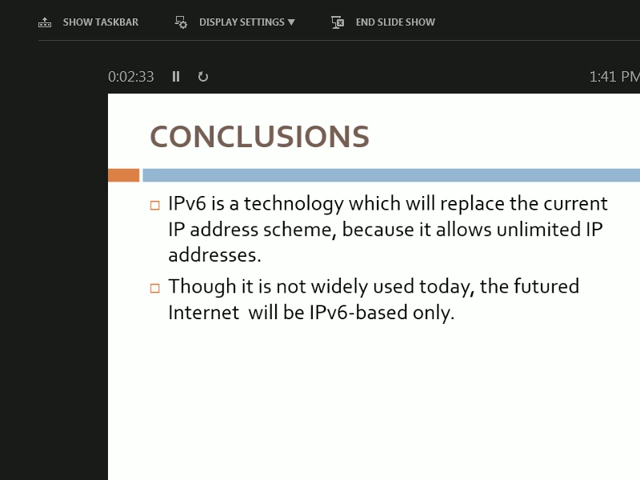 SHOW TASKBAR DISPLAY SETTINGS ▼ END SLIDE SHOW
0:02:33 1:41 PM
CONCLUSIONS
IPv6 is a technology which will replace the current
IP address scheme, because it allows unlimited IP
addresses.
Though it is not widely used today, the futured
Internet will be IPv6-based only.